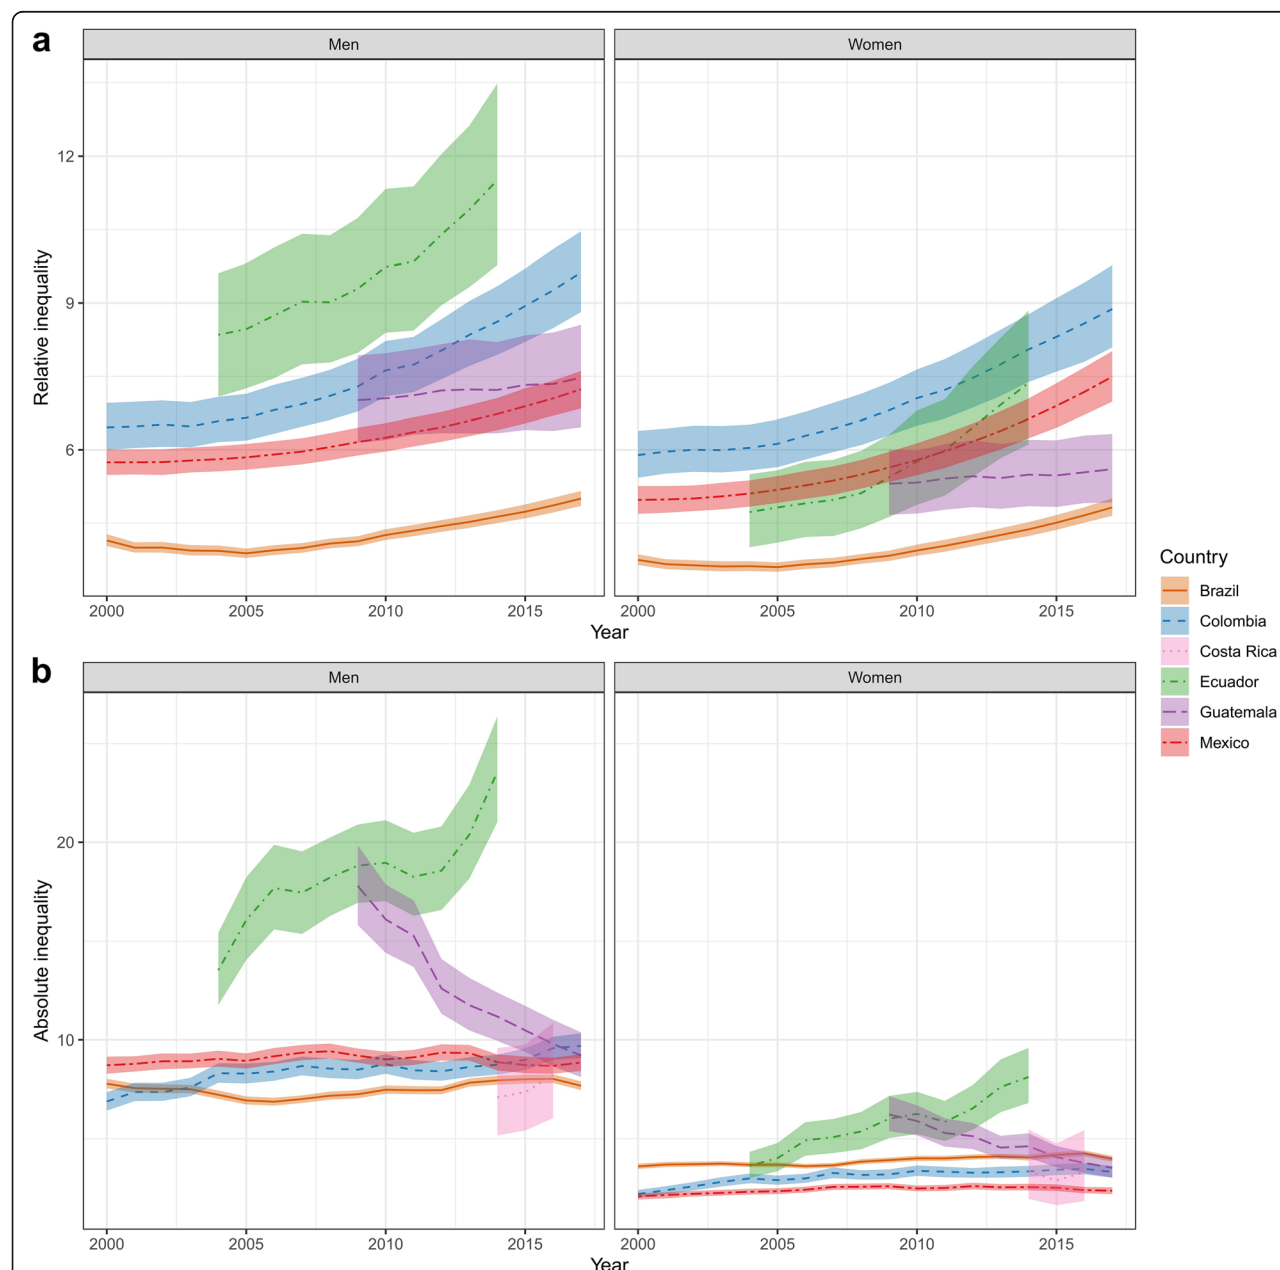 a
Men
Women
12
9
6
Relative inequality
2000 2005 2010 2015 2000 2005 2010 2015
Year
b
Men
Women
20
10
Absolute inequality
2000 2005 2010 2015 2000 2005 2010 2015
Year
Country
Brazil
Colombia
Costa Rica
Ecuador
Guatemala
Mexico